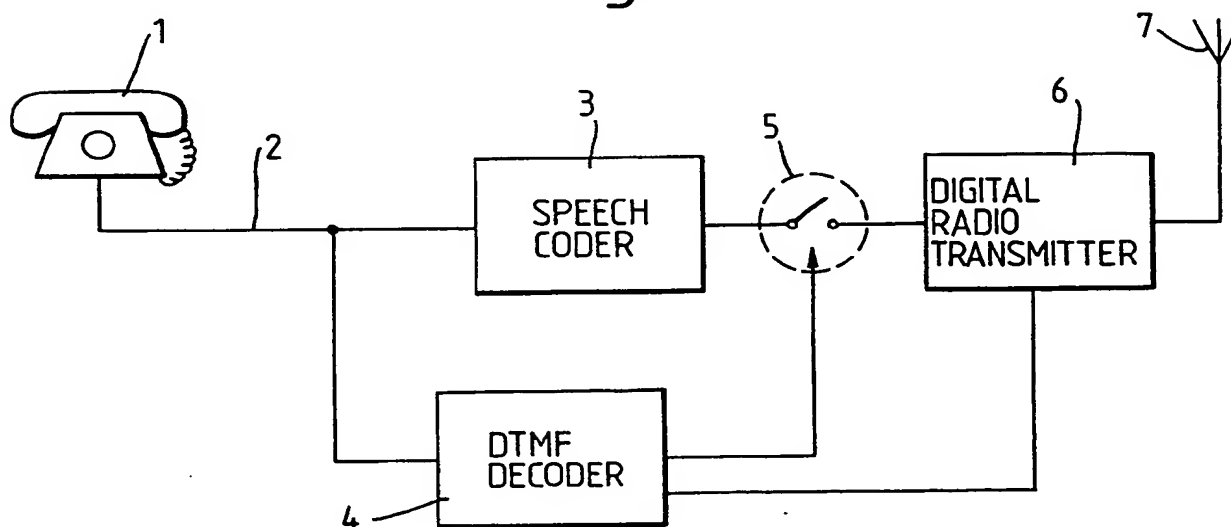 1
7
2
3
5
6
SPEECH
CODER
DIGITAL
RADIO
TRANSMITTER
DTMF
DECODER
4